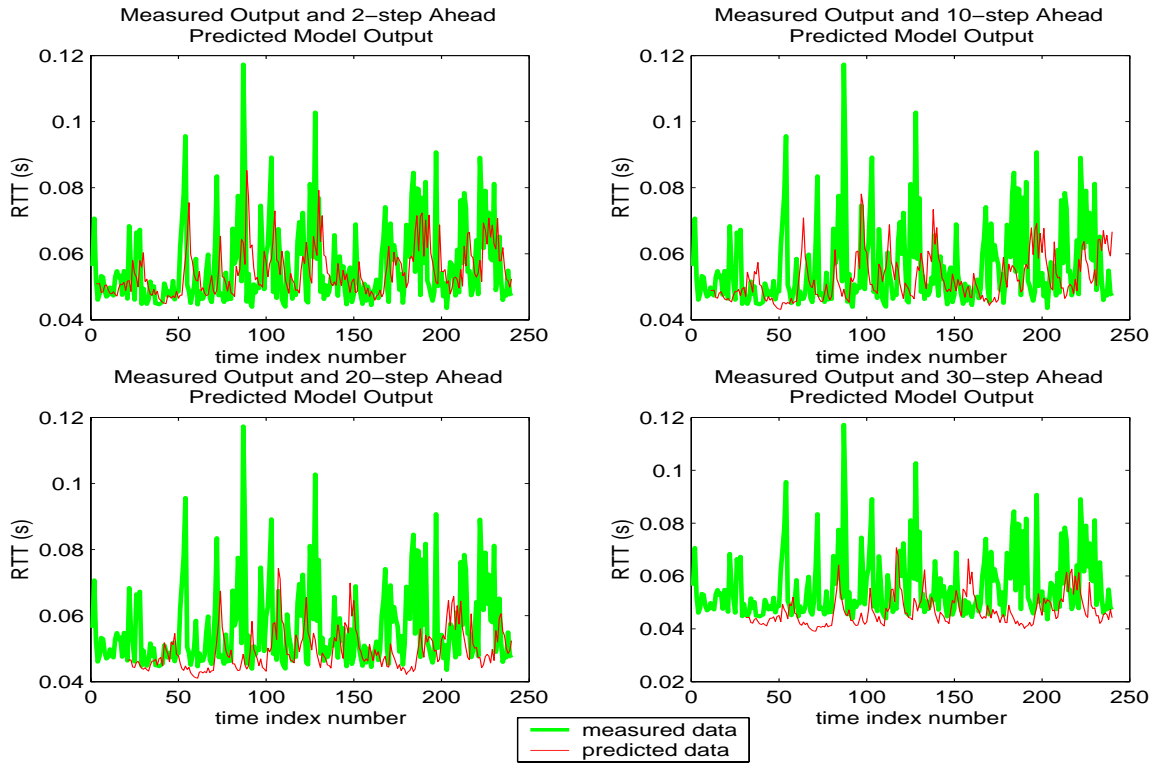 Measured Output and 2−step Ahead
Predicted Model Output
0.12
0.1
0.08
0.06
0.04
RTT (s)
0
50
100
150
200
250
time index number
Measured Output and 10−step Ahead
Predicted Model Output
0.12
0.1
0.08
0.06
0.04
RTT (s)
0
50
100
150
200
250
time index number
Measured Output and 20−step Ahead
Predicted Model Output
0.12
0.1
0.08
0.06
0.04
RTT (s)
0
50
100
150
200
250
time index number
Measured Output and 30−step Ahead
Predicted Model Output
0.12
0.1
0.08
0.06
0.04
0.02
RTT (s)
0
50
100
150
200
250
time index number
measured data
predicted data